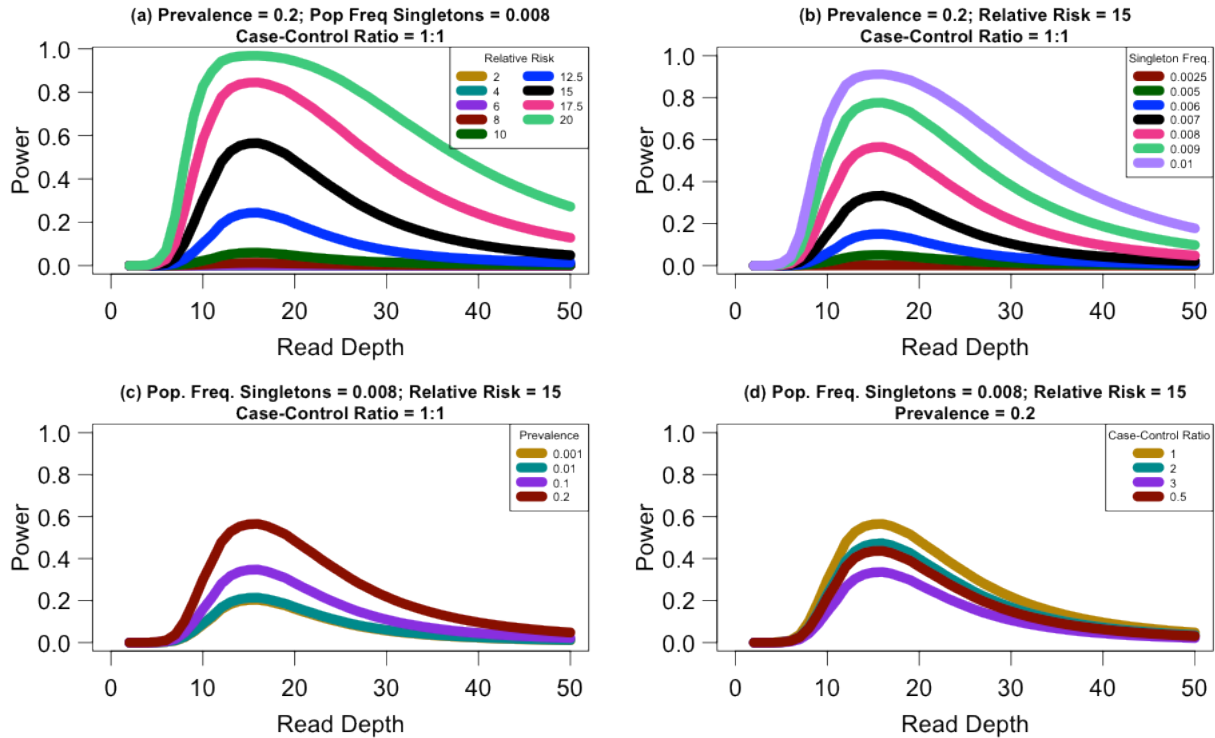 (a) Prevalence = 0.2; Pop Freq Singletons = 0.008
Case-Control Ratio = 1:1
Relative Risk
2 12.5
4 15
6 17.5
8 20
10
1.0
0.8
0.6
0.4
0.2
0.0
Power
0 10 20 30 40 50
Read Depth
(b) Prevalence = 0.2; Relative Risk = 15
Case-Control Ratio = 1:1
Singleton Freq.
0.0025
0.005
0.006
0.007
0.008
0.009
0.01
1.0
0.8
0.6
0.4
0.2
0.0
Power
0 10 20 30 40 50
Read Depth
(c) Pop. Freq. Singletons = 0.008; Relative Risk = 15
Case-Control Ratio = 1:1
Prevalence
0.001
0.01
0.1
0.2
1.0
0.8
0.6
0.4
0.2
0.0
Power
0 10 20 30 40 50
Read Depth
(d) Pop. Freq. Singletons = 0.008; Relative Risk = 15
Prevalence = 0.2
Case-Control Ratio
1
2
3
0.5
1.0
0.8
0.6
0.4
0.2
0.0
Power
0 10 20 30 40 50
Read Depth